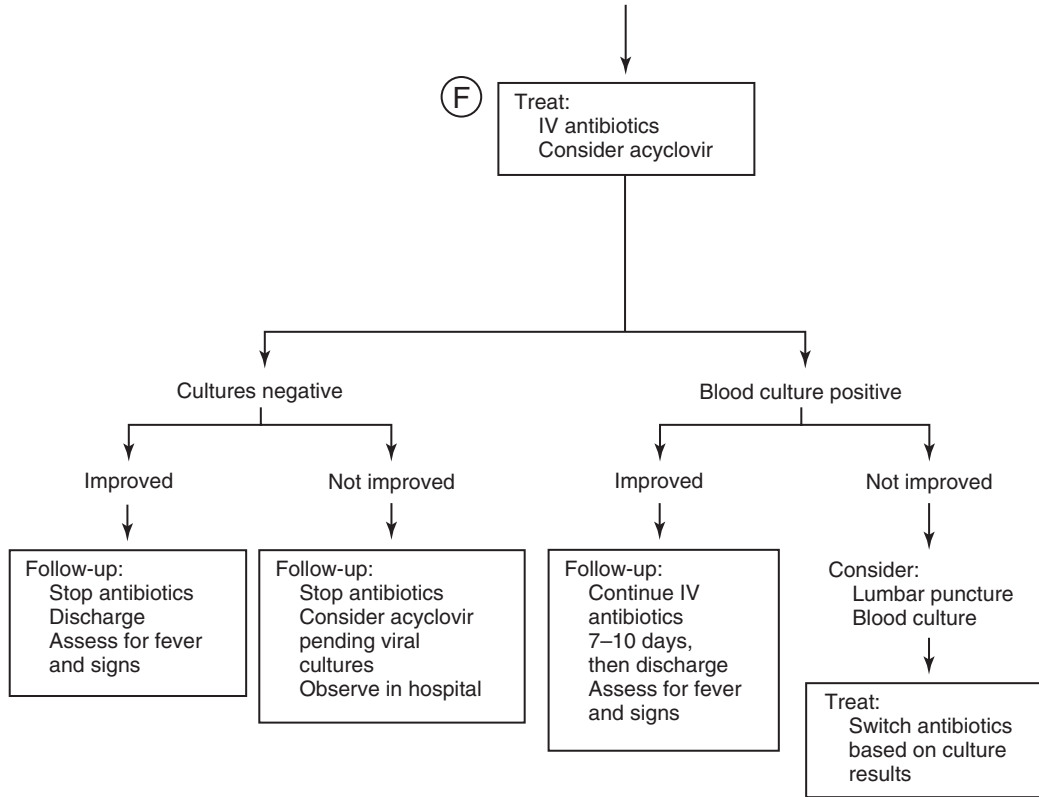 F
Treat:
IV antibiotics
Consider acyclovir
Cultures negative
Blood culture positive
Improved
Not improved
Improved
Not improved
Follow-up:
Stop antibiotics
Discharge
Assess for fever
and signs
Follow-up:
Stop antibiotics
Consider acyclovir
pending viral
cultures
Observe in hospital
Follow-up:
Continue IV
antibiotics
7–10 days,
then discharge
Assess for fever
and signs
Consider:
Lumbar puncture
Blood culture
Treat:
Switch antibiotics
based on culture
results